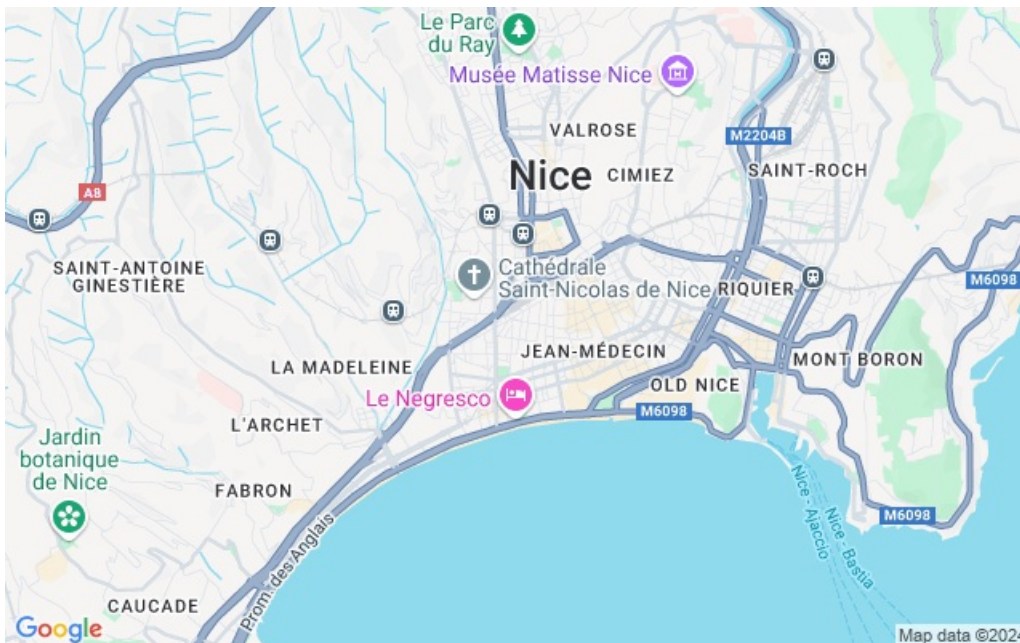 Le Parc
du Ray
Musée Matisse Nice
VALROSE
M2204B
Nice
CIMIEZ
SAINT-ROCH
A8
SAINT-ANTOINE
GINESTIÈRE
Cathédrale
Saint-Nicolas de Nice
RIQUIER
M6098
JEAN-MÉDECIN
MONT BORON
LA MADELEINE
OLD NICE
Le Negresco
M6098
L'ARCHET
Jardin
botanique
de Nice
FABRON
Nice - Ajaccio
Nice - Bastia
M6098
Prom. des Anglais
CAUCADE
Google
Map data ©202